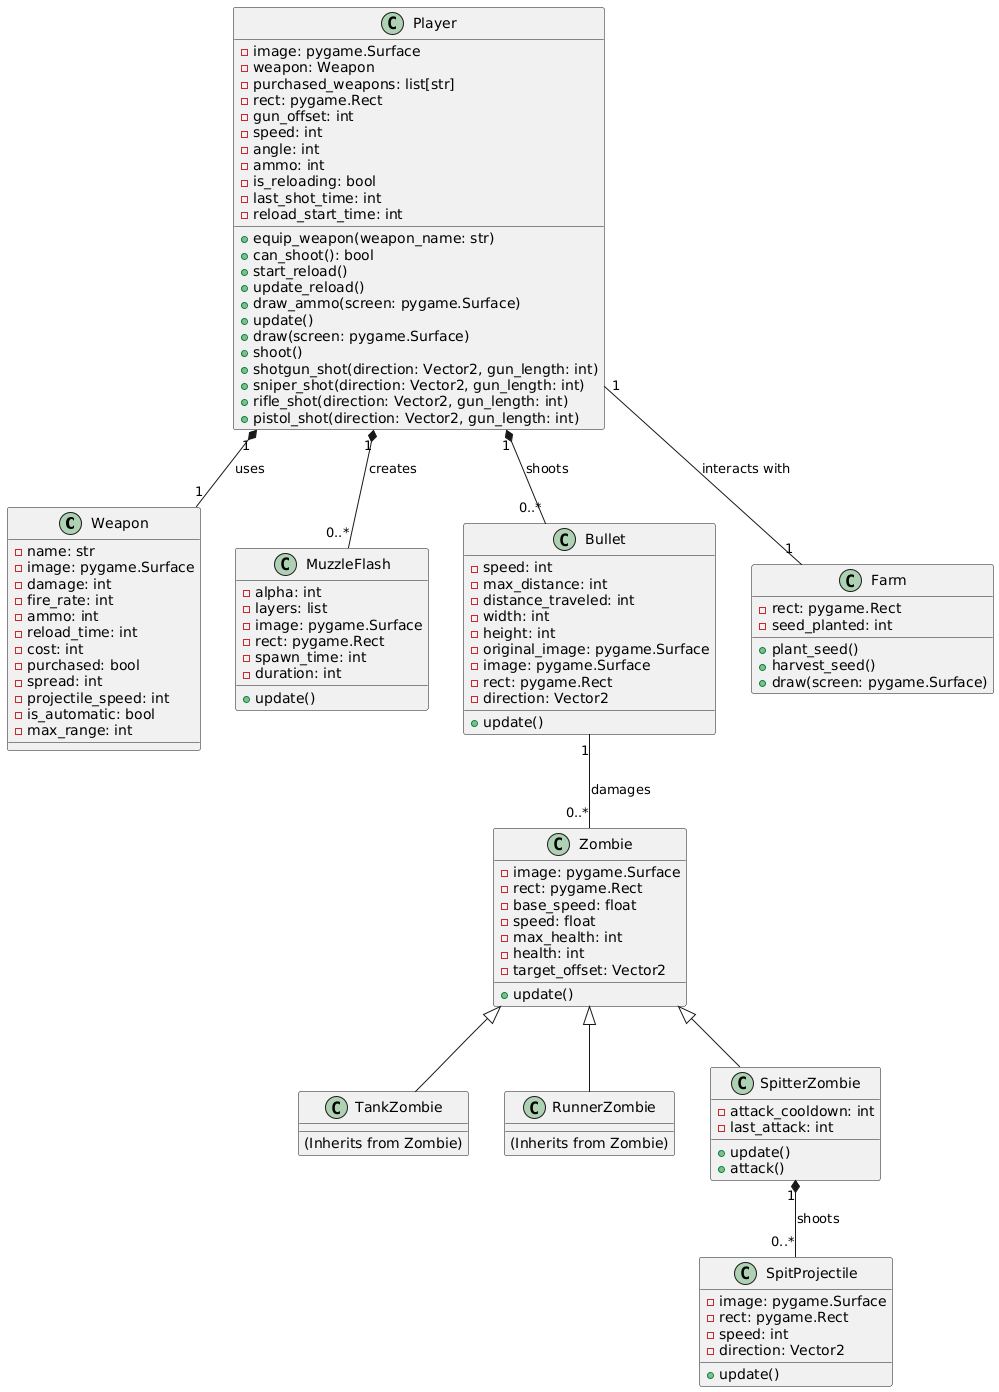 C Player
image: pygame.Surface
weapon: Weapon
purchased_weapons: list[str]
rect: pygame.Rect
gun_offset: int
speed: int
angle: int
ammo: int
is_reloading: bool
last_shot_time: int
reload_start_time: int
equip_weapon(weapon_name: str)
can_shoot(): bool
start_reload()
update_reload()
draw_ammo(screen: pygame.Surface)
update()
draw(screen: pygame.Surface)
shoot()
shotgun_shot(direction: Vector2, gun_length: int)
sniper_shot(direction: Vector2, gun_length: int)
rifle_shot(direction: Vector2, gun_length: int)
pistol_shot(direction: Vector2, gun_length: int)
1
uses
1
1
creates
0..*
1
shoots
0..*
1
interacts with
1
C Weapon
name: str
image: pygame.Surface
damage: int
fire_rate: int
ammo: int
reload_time: int
cost: int
purchased: bool
spread: int
projectile_speed: int
is_automatic: bool
max_range: int
C MuzzleFlash
alpha: int
layers: list
image: pygame.Surface
rect: pygame.Rect
spawn_time: int
duration: int
update()
C Bullet
speed: int
max_distance: int
distance_traveled: int
width: int
height: int
original_image: pygame.Surface
image: pygame.Surface
rect: pygame.Rect
direction: Vector2
update()
C Farm
rect: pygame.Rect
seed_planted: int
plant_seed()
harvest_seed()
draw(screen: pygame.Surface)
1
damages
0..*
C Zombie
image: pygame.Surface
rect: pygame.Rect
base_speed: float
speed: float
max_health: int
health: int
target_offset: Vector2
update()
C TankZombie
(Inherits from Zombie)
C RunnerZombie
(Inherits from Zombie)
C SpitterZombie
attack_cooldown: int
last_attack: int
update()
attack()
1
shoots
0..*
C SpitProjectile
image: pygame.Surface
rect: pygame.Rect
speed: int
direction: Vector2
update()